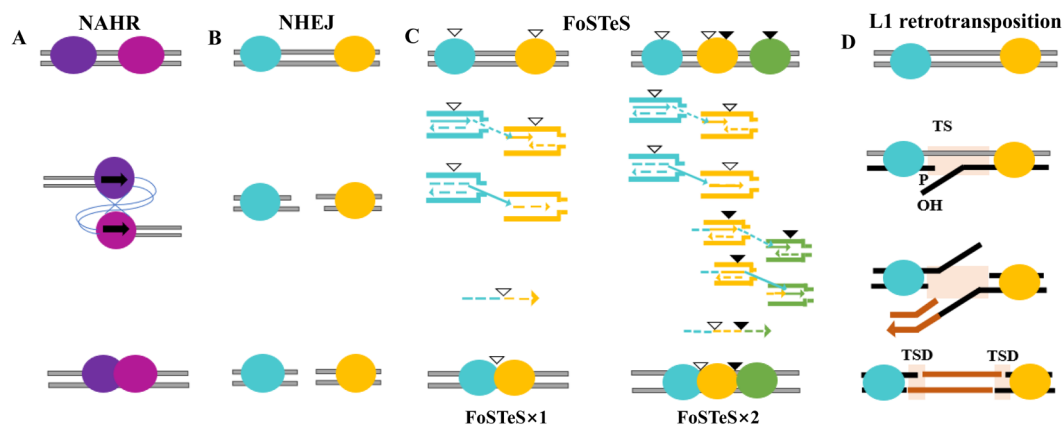 NAHR
NHEJ
FoSTeS
L1 retrotransposition
A
B
C
D
TS
P
OH
TSD
TSD
FoSTeS×1
FoSTeS×2